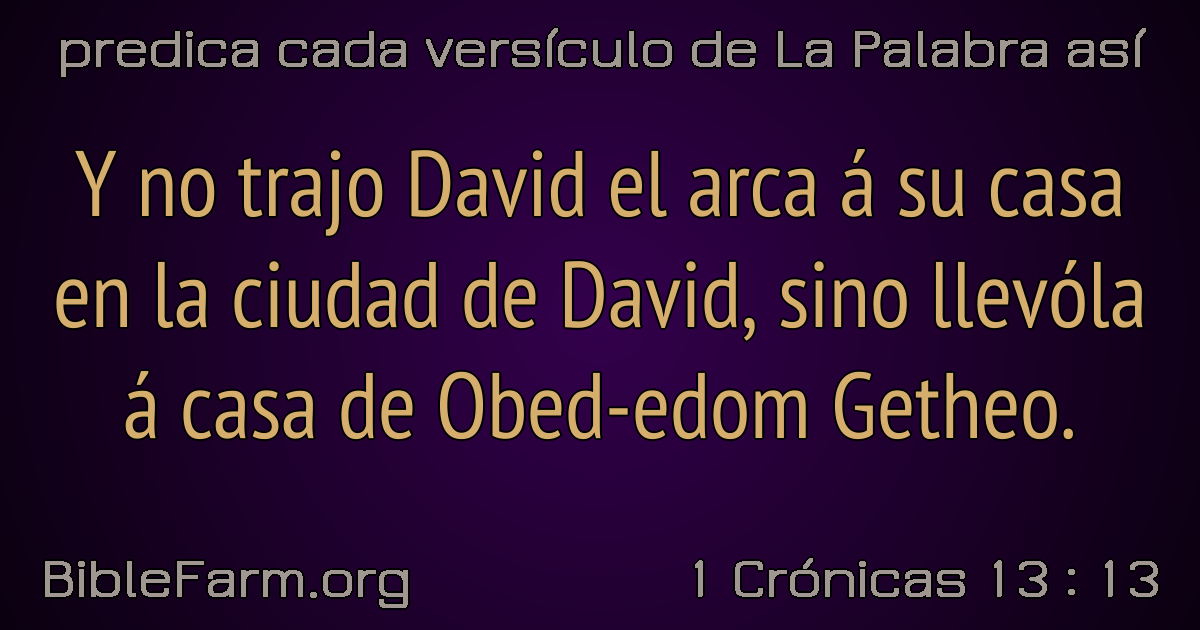 predica cada versículo de La Palabra así
Y no trajo David el arca á su casa
en la ciudad de David, sino llevóla
á casa de Obed-edom Getheo.
BibleFarm.org
1 Crónicas 13 : 13